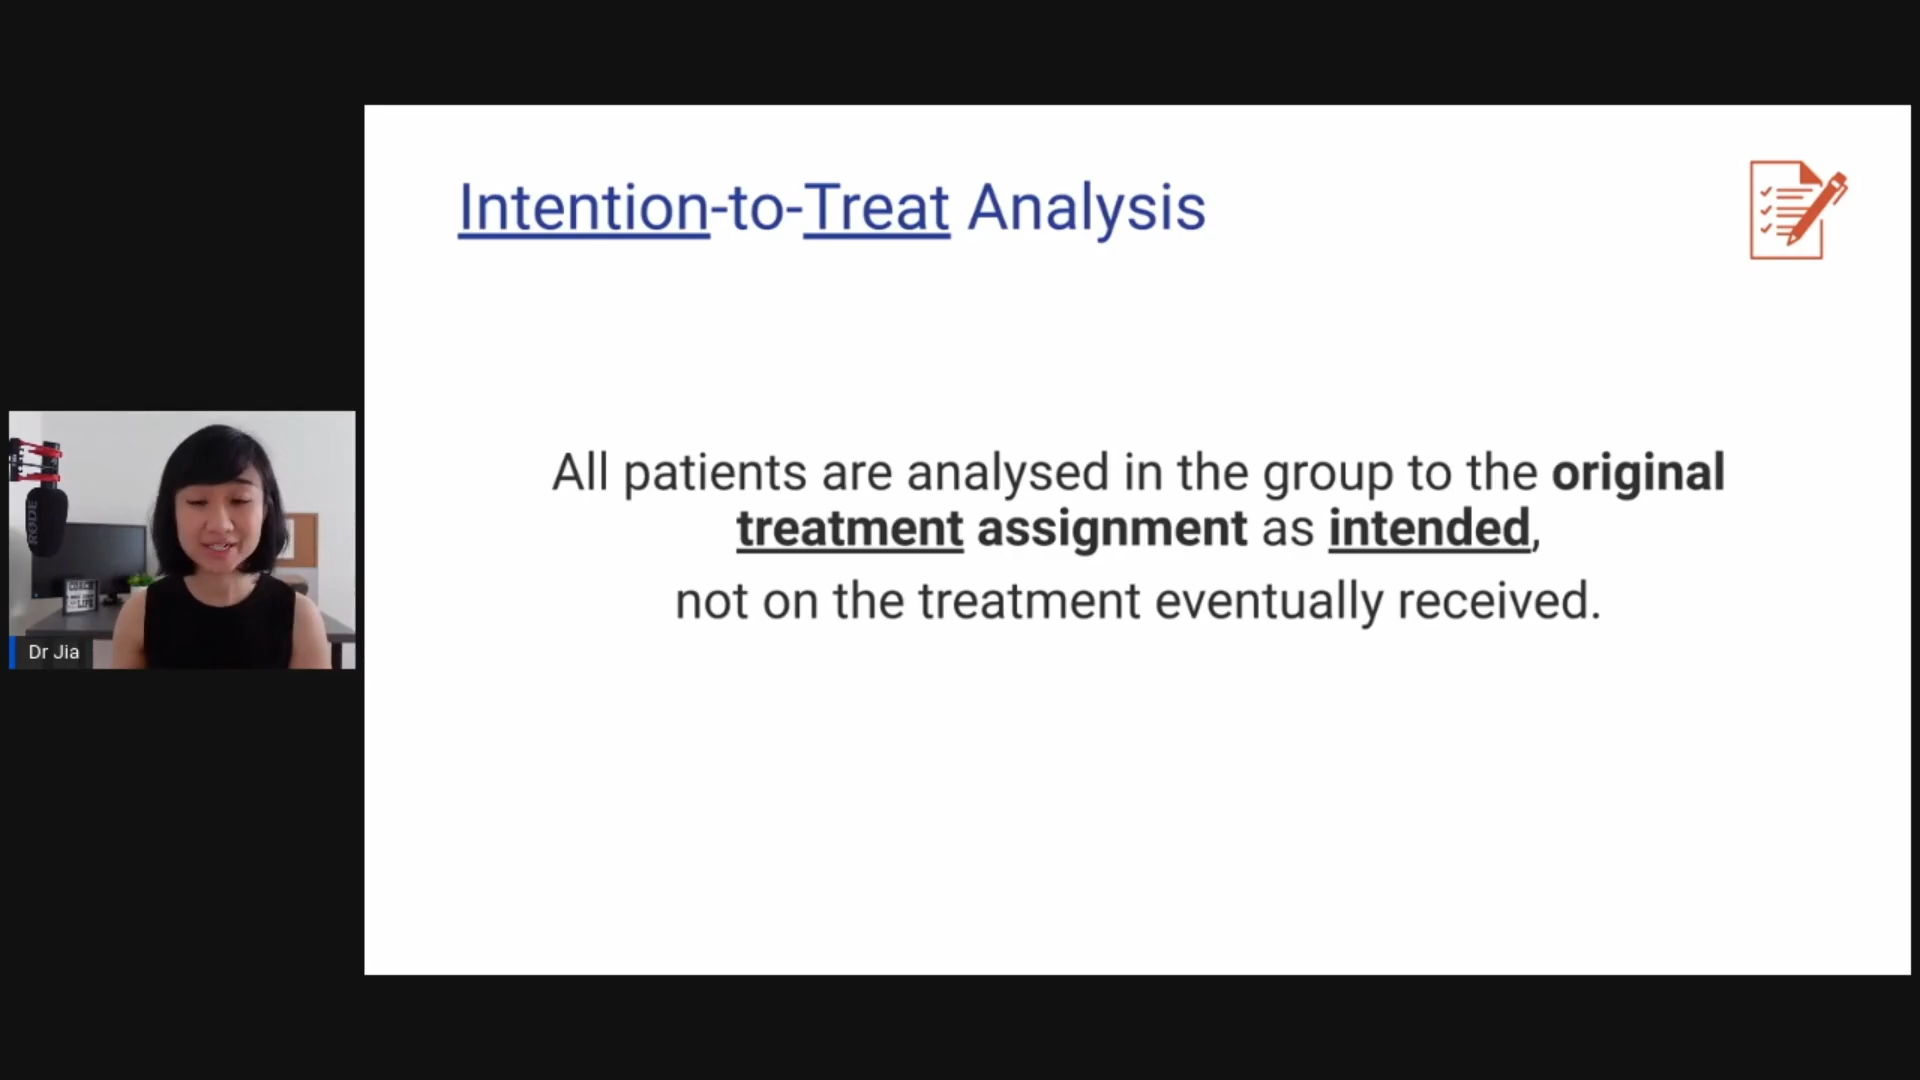 Intention-to-Treat Analysis
All patients are analysed in the group to the original
treatment assignment as intended,
not on the treatment eventually received.
RØDE
Dr Jia